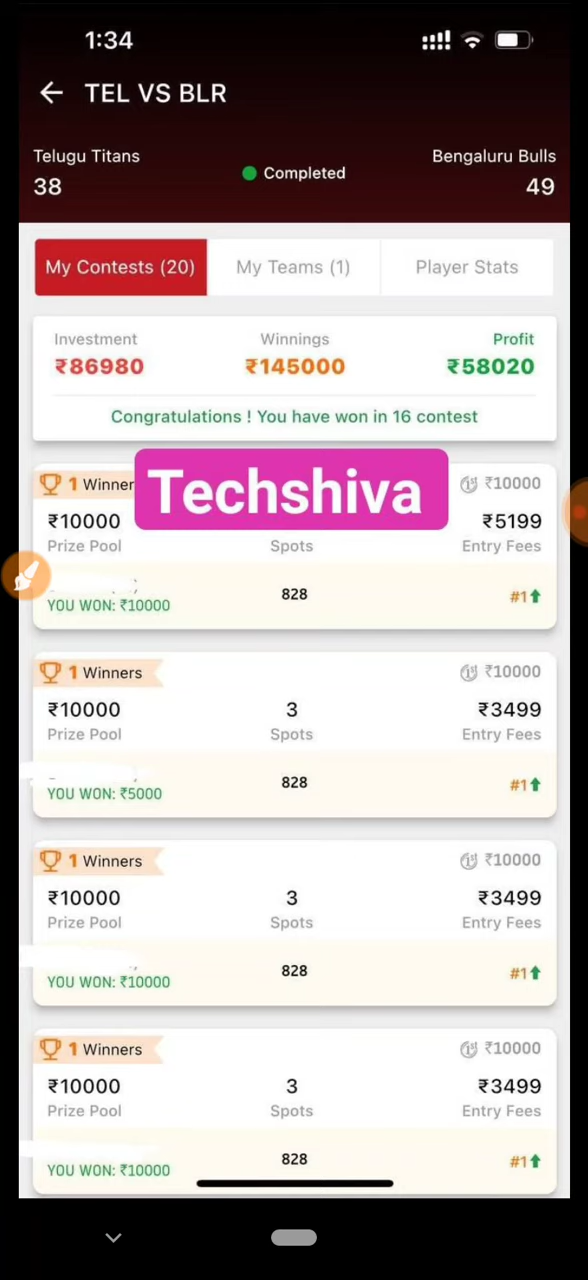 1:34
TEL VS BLR
Telugu Titans Bengaluru Bulls
38 Completed 49
My Contests (20) My Teams (1) Player Stats
Investment Winnings Profit
₹86980 ₹145000 ₹58020
Congratulations ! You have won in 16 contest
1 Winner ₹10000
Techshiva
₹10000 ₹5199
Prize Pool Spots Entry Fees
828 #1
YOU WON: ₹10000
1 Winners ₹10000
₹10000 3 ₹3499
Prize Pool Spots Entry Fees
828 #1
YOU WON: ₹5000
1 Winners ₹10000
₹10000 3 ₹3499
Prize Pool Spots Entry Fees
828 #1
YOU WON: ₹10000
1 Winners ₹10000
₹10000 3 ₹3499
Prize Pool Spots Entry Fees
828 #1
YOU WON: ₹10000